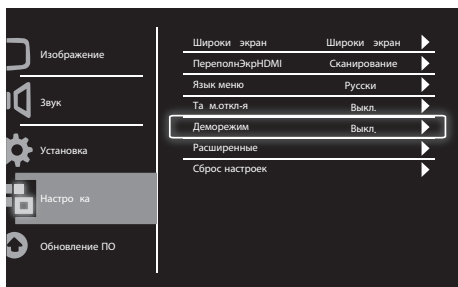 Изображение
Звук
Установка
Настро ка
Обновление ПО
Широки экран Широки экран
ПереполнЭкрHDMI Сканирование
Язык меню Русски
Та м.откл-я Выкл.
Деморежим Выкл.
Расширенные
Сброс настроек